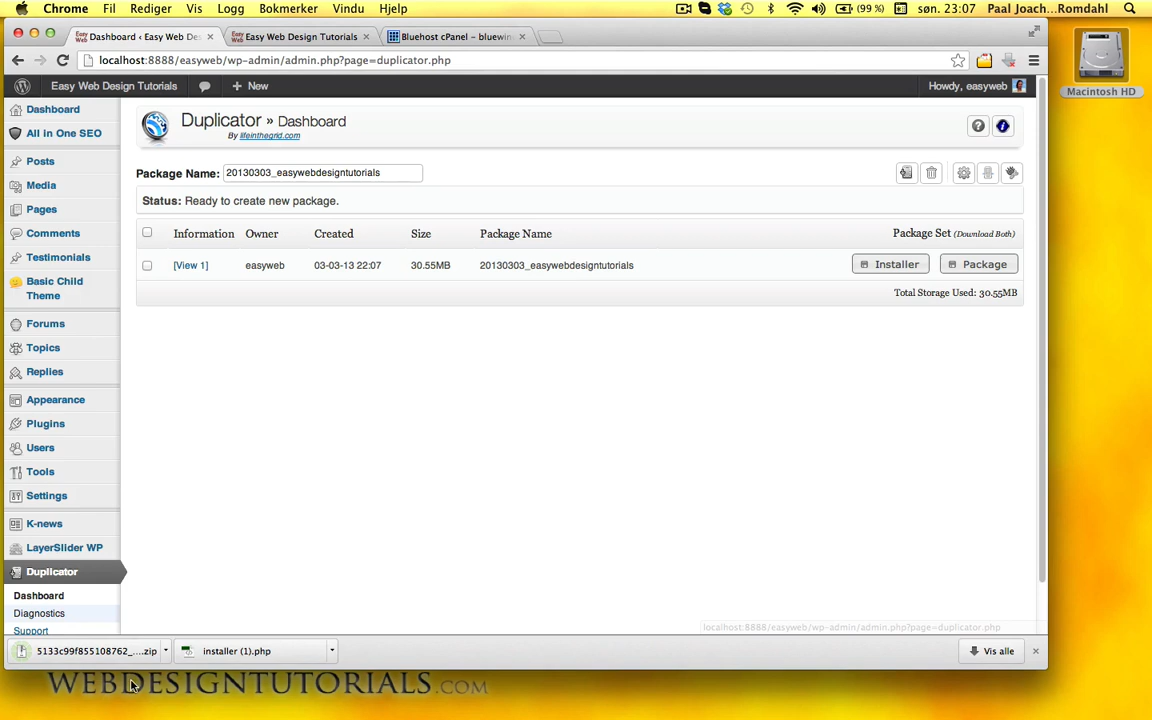 Chrome Fil Rediger Vis Logg Bokmerker Vindu Hjelp (99 %) søn. 23:07 Paal Joach...Romdahl
Dashboard ‹ Easy Web Des
Easy Web Design Tutorials
Bluehost cPanel – bluewin
localhost:8888/easyweb/wp-admin/admin.php?page=duplicator.php
Macintosh HD
Easy Web Design Tutorials + New Howdy, easyweb
Dashboard
All in One SEO
Posts
Media
Pages
Comments
Testimonials
Basic Child
Theme
Forums
Topics
Replies
Appearance
Plugins
Users
Tools
Settings
K-news
LayerSlider WP
Duplicator
Dashboard
Diagnostics
Support
Duplicator » Dashboard
By lifeinthegrid.com
Package Name: 20130303_easywebdesigntutorials
Status: Ready to create new package.
Information Owner Created Size Package Name Package Set (Download Both)
[View 1] easyweb 03-03-13 22:07 30.55MB 20130303_easywebdesigntutorials Installer Package
Total Storage Used: 30.55MB
localhost:8888/easyweb/wp-admin/admin.php?page=duplicator.php
5133c99f855108762_....zip installer (1).php Vis alle
WEBDESIGNTUTORIALS.COM